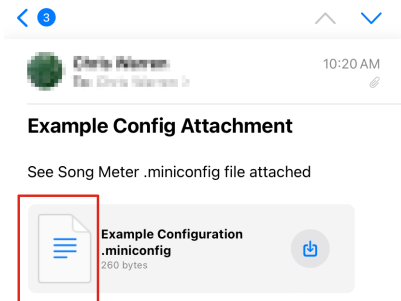 3
10:20 AM
Example Config Attachment
See Song Meter .miniconfig file attached
Example Configuration
.miniconfig
260 bytes